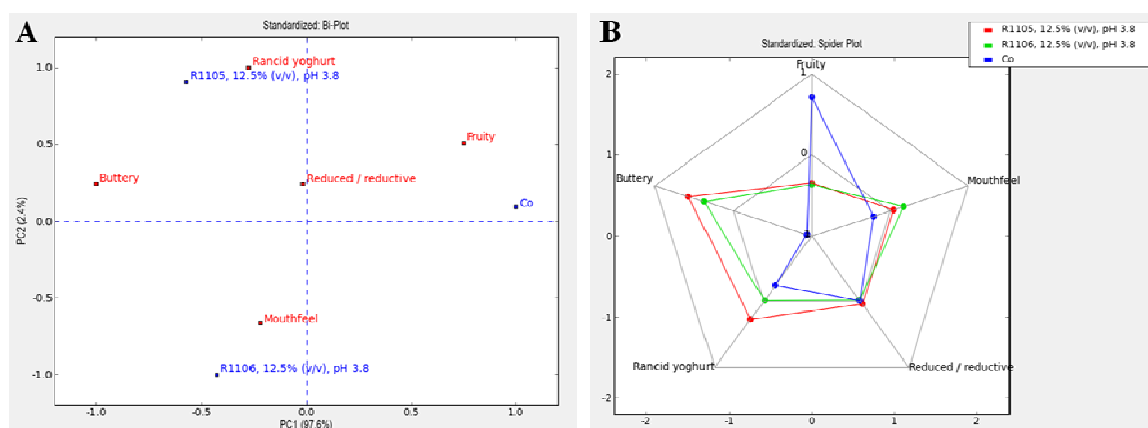 A
Standardized: Bi-Plot
1.0
0.5
0.0
-0.5
-1.0
PC2 (2.4%)
Rancid yoghurt
R1105, 12.5% (v/v), pH 3.8
Fruity
Buttery
Reduced / reductive
Co
Mouthfeel
R1106, 12.5% (v/v), pH 3.8
-1.0 -0.5 0.0 0.5 1.0
PC1 (97.6%)
B
Standardized: Spider Plot
R1105, 12.5% (v/v), pH 3.8
R1106, 12.5% (v/v), pH 3.8
Co
2
1
0
1
-2
Fruity
1
0
Buttery
Mouthfeel
Rancid yoghurt
Reduced / reductive
-2 -1 0 1 2